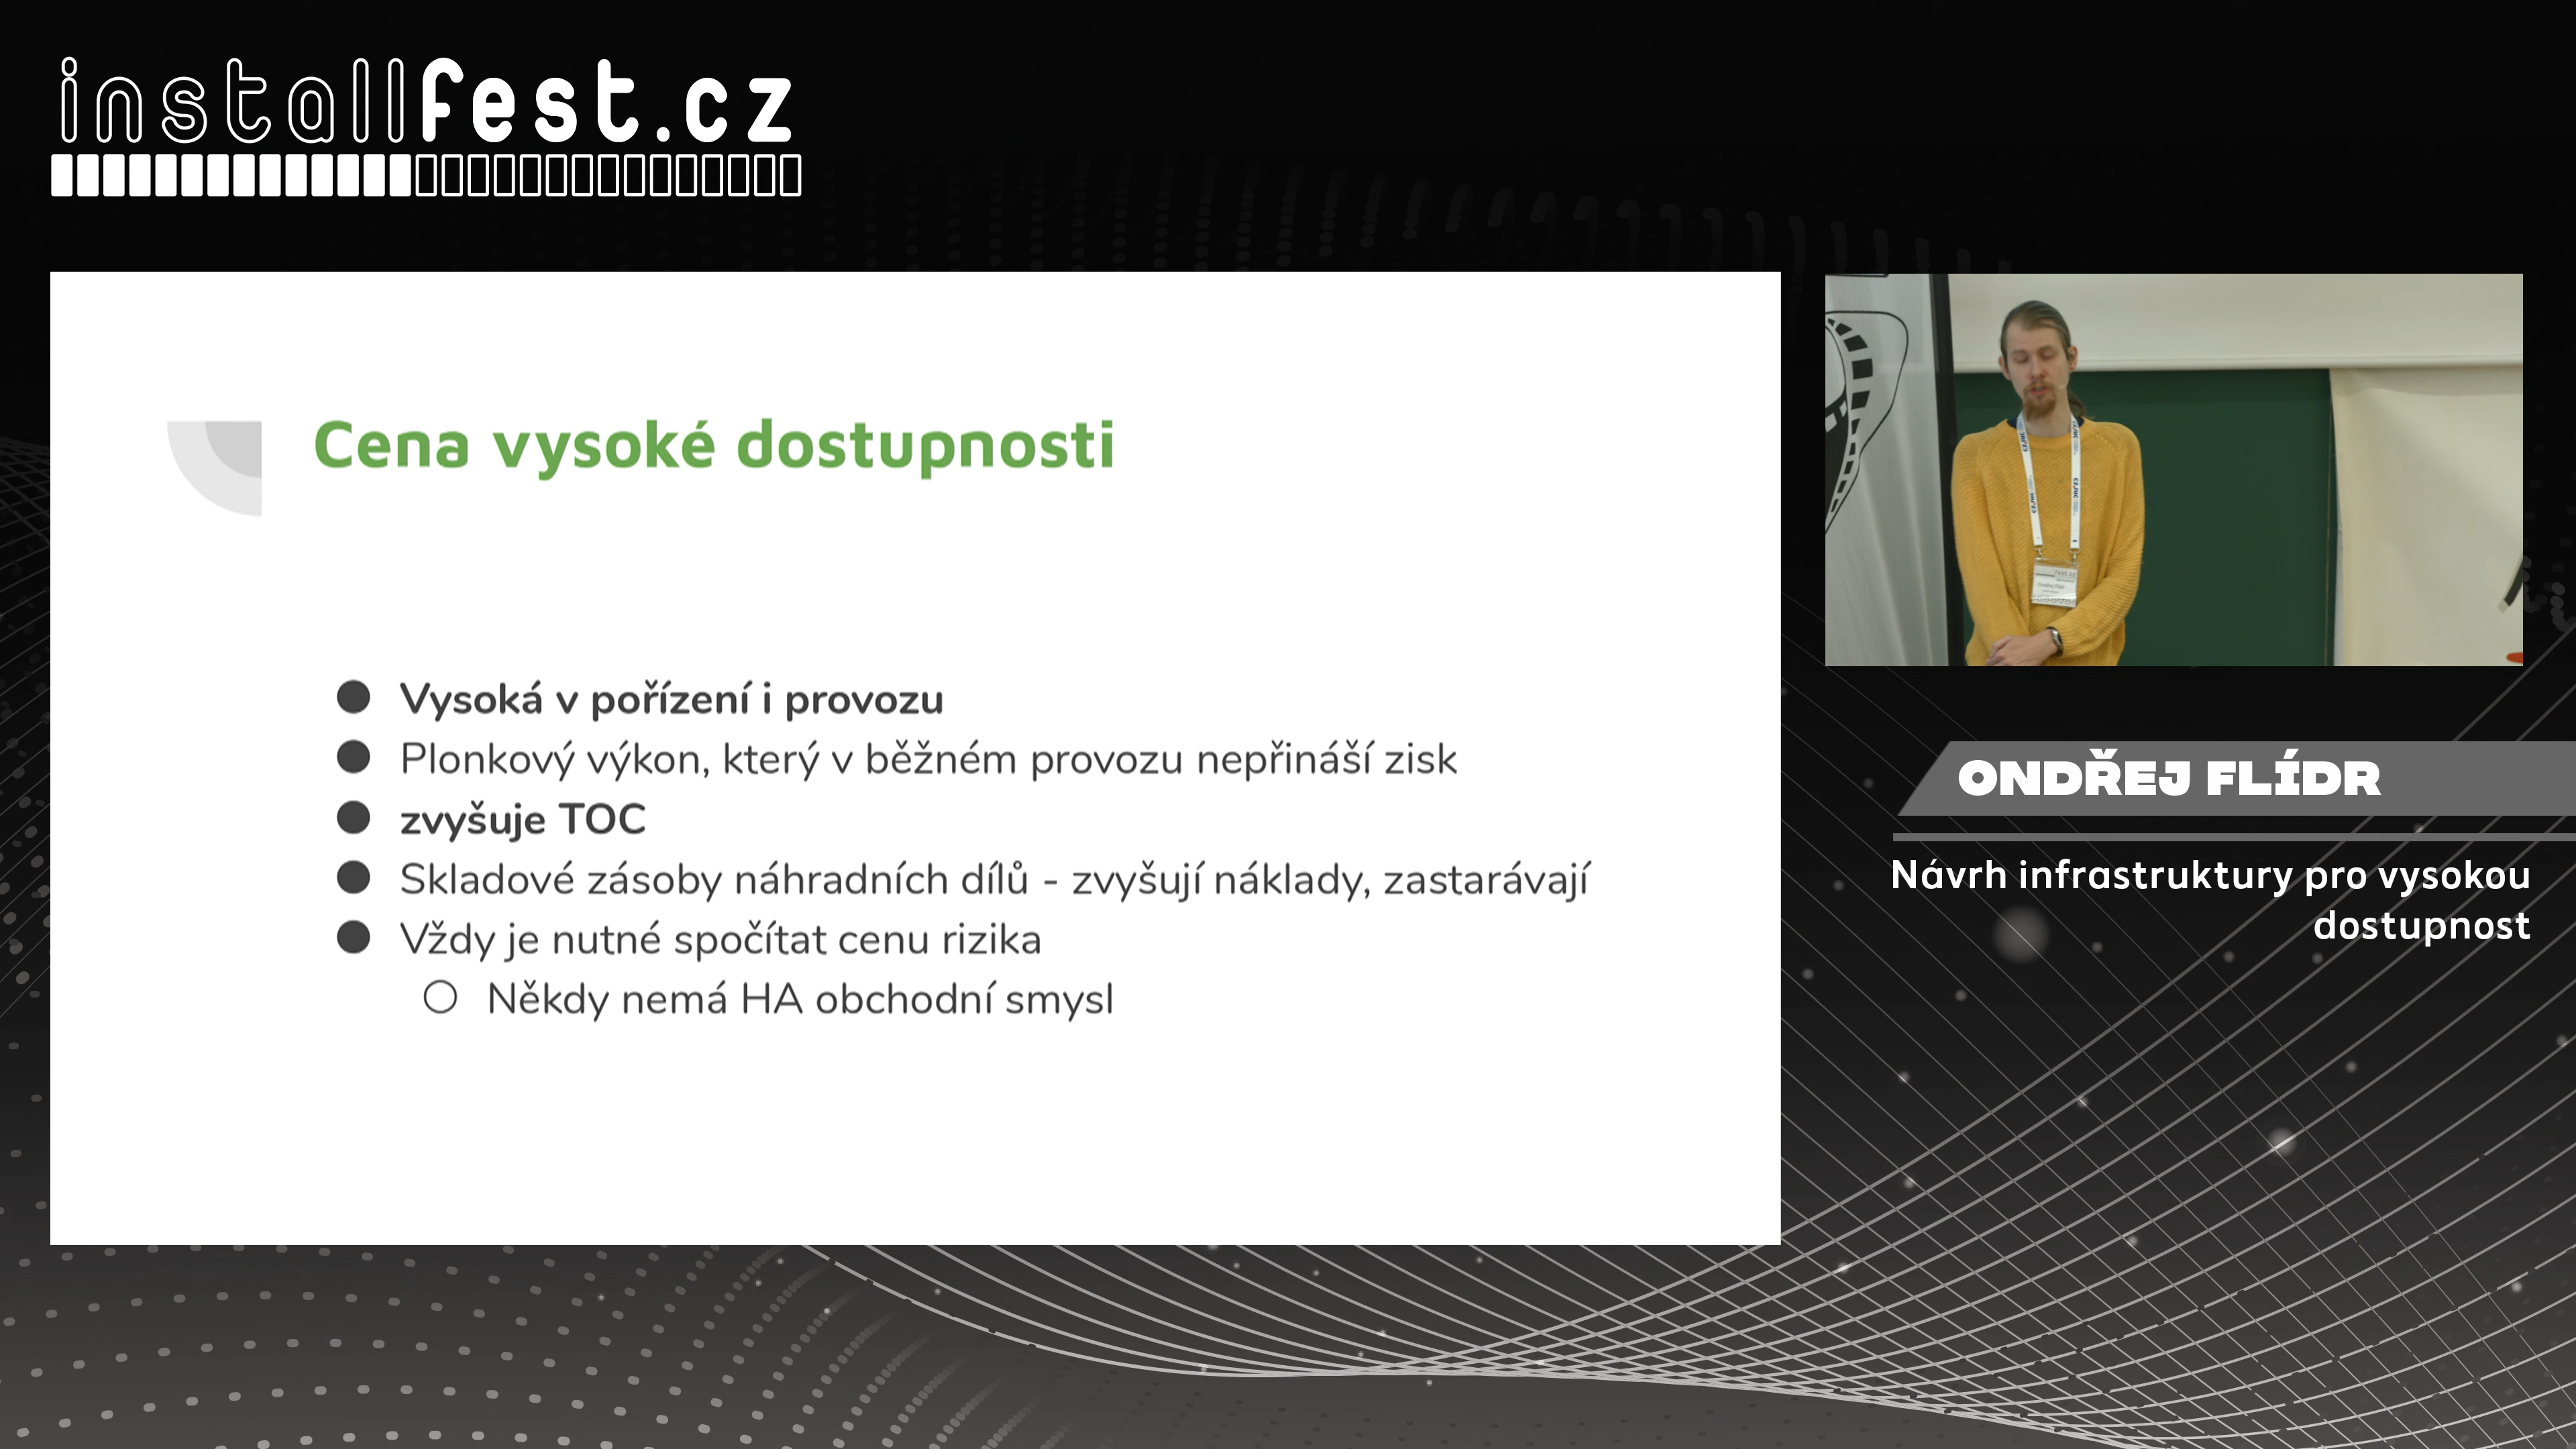 installfest.cz
Cena vysoké dostupnosti
Vysoká v pořízení i provozu
Plonkový výkon, který v běžném provozu nepřináší zisk
zvyšuje TOC
Skladové zásoby náhradních dílů - zvyšují náklady, zastarávají
Vždy je nutné spočítat cenu rizika
Někdy nemá HA obchodní smysl
ONDŘEJ FLÍDR
Návrh infrastruktury pro vysokou
dostupnost